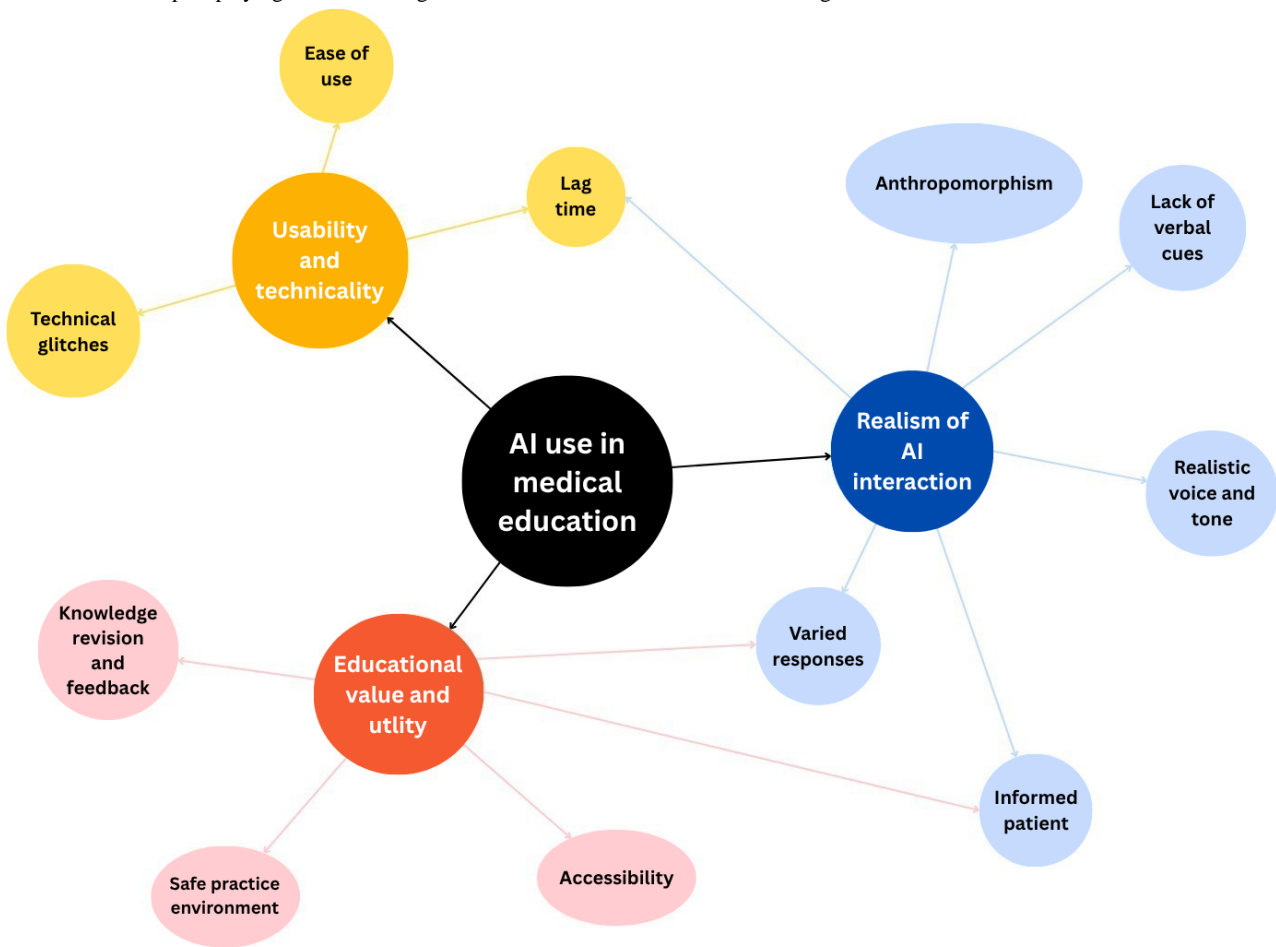 Ease of
use
Lag
time
Anthropomorphism
Lack of
verbal
cues
Usability
and
technicality
Technical
glitches
AI use in
medical
education
Realism of
AI
interaction
Realistic
voice and
tone
Knowledge
revision
and
feedback
Educational
value and
utlity
Varied
responses
Informed
patient
Safe practice
environment
Accessibility